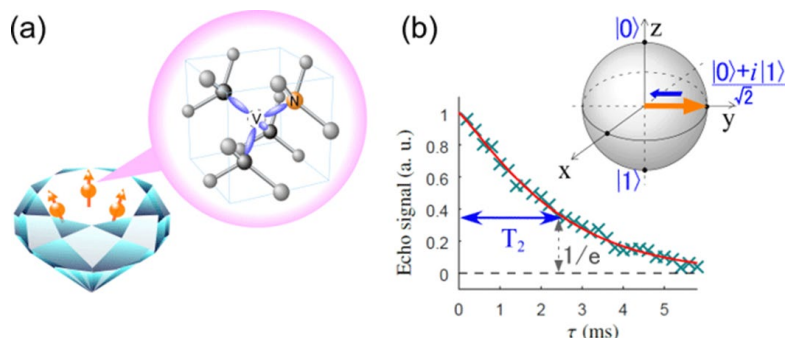 (a)
V
N
(b)
Echo signal (a. u.)
1
0.8
0.6
0.4
0.2
0
0 1 2 3 4 5
τ (ms)
T₂
1/e
|0⟩
z
|0⟩+i|1⟩
√2
y
x
|1⟩